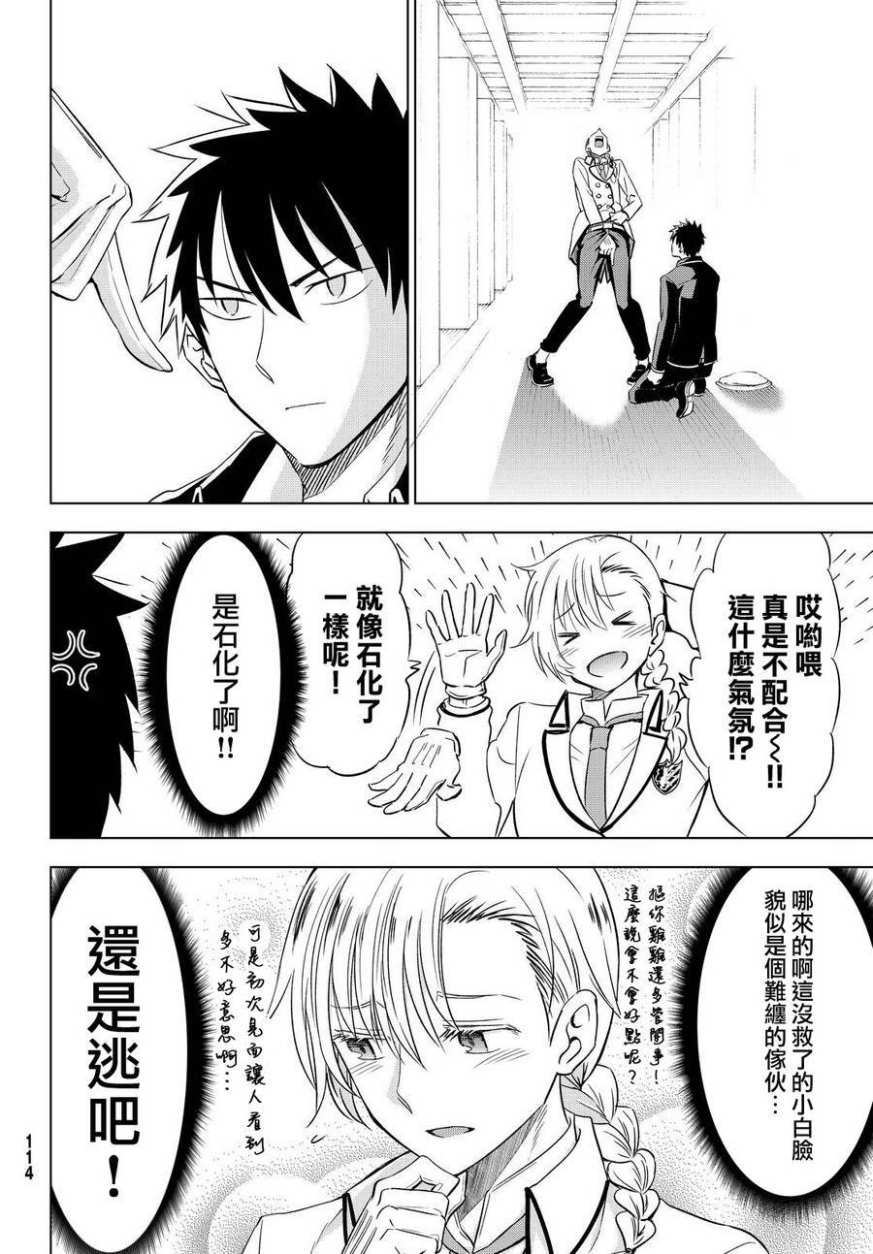 哎喲喂
真是不配合～!!
這什麼氣氛!?
就像石化了
一樣呢！
是石化了啊!!
哪來的啊這沒救了的小白臉
貌似是個難纏的傢伙…
摳你雞雞還多管閒事！
這麼說會不會好點呢？
可是初次見面讓人看到
多不好意思啊…
還是逃吧！
114